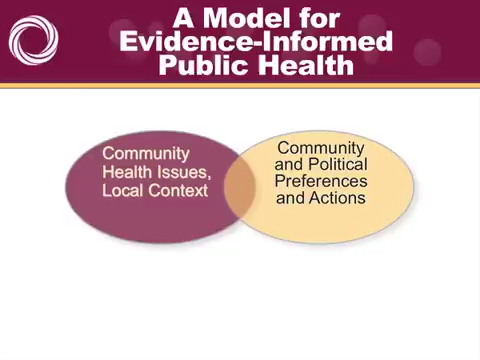 A Model for
Evidence-Informed
Public Health
Community
Health Issues,
Local Context
Community
and Political
Preferences
and Actions